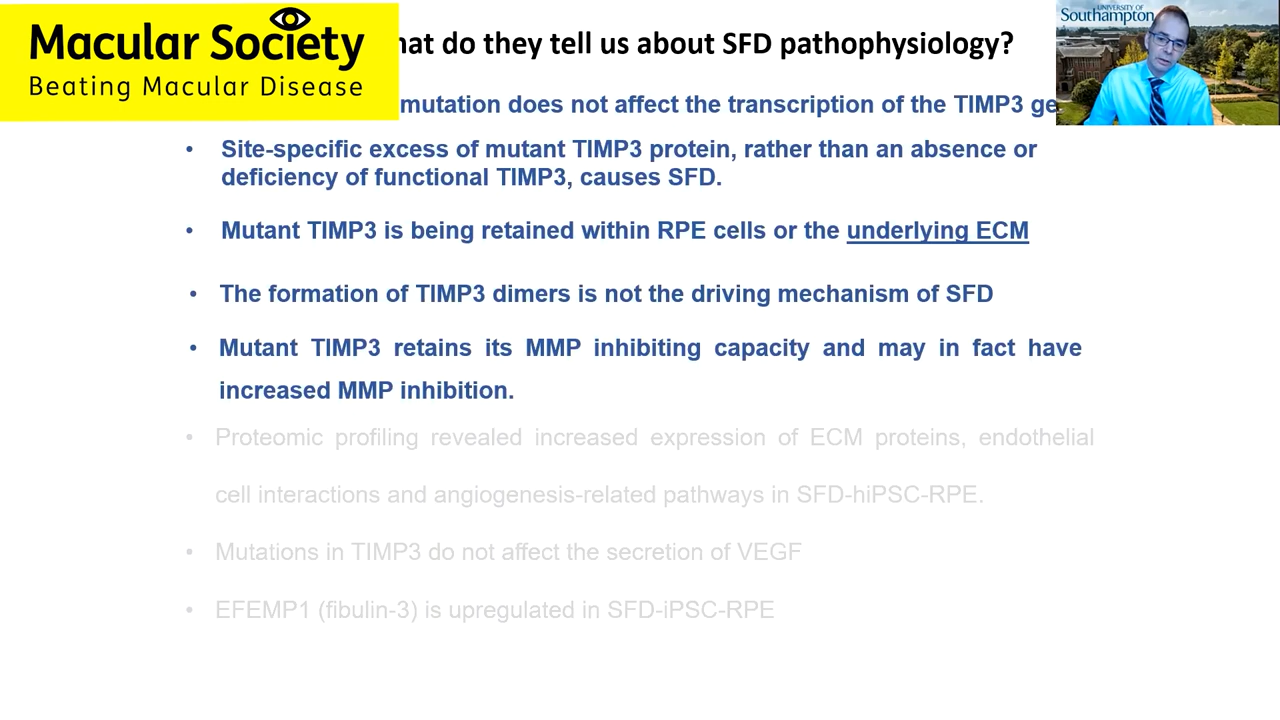 Macular Society
Beating Macular Disease
hat do they tell us about SFD pathophysiology?
UNIVERSITY OF
Southampton
mutation does not affect the transcription of the TIMP3 ge
• Site-specific excess of mutant TIMP3 protein, rather than an absence or
deficiency of functional TIMP3, causes SFD.
• Mutant TIMP3 is being retained within RPE cells or the underlying ECM
• The formation of TIMP3 dimers is not the driving mechanism of SFD
• Mutant TIMP3 retains its MMP inhibiting capacity and may in fact have
increased MMP inhibition.
• Proteomic profiling revealed increased expression of ECM proteins, endothelial
cell interactions and angiogenesis-related pathways in SFD-hiPSC-RPE.
• Mutations in TIMP3 do not affect the secretion of VEGF
• EFEMP1 (fibulin-3) is upregulated in SFD-iPSC-RPE